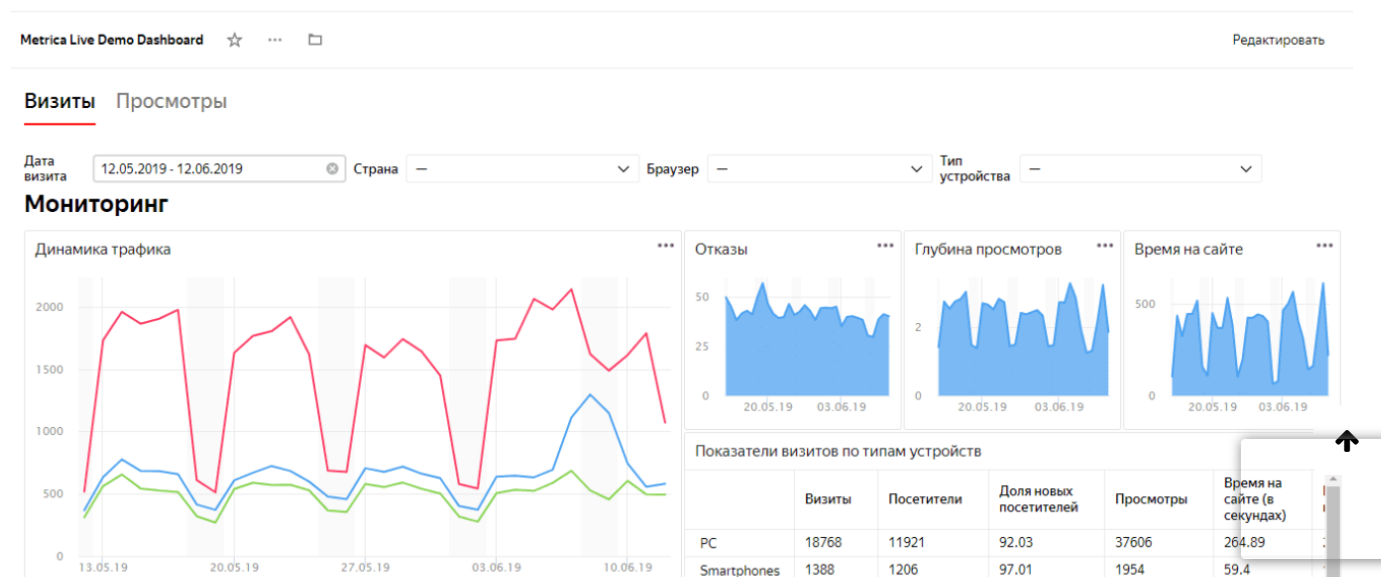 Metrica Live Demo Dashboard
Редактировать
Визиты Просмотры
Дата визита 12.05.2019 - 12.06.2019 Страна — Браузер — Тип устройства —
Мониторинг
Динамика трафика
2000
1500
1000
500
0
13.05.19 20.05.19 27.05.19 03.06.19 10.06.19
Отказы
50
25
0
20.05.19 03.06.19
Глубина просмотров
2
0
20.05.19 03.06.19
Время на сайте
500
0
20.05.19 03.06.19
Показатели визитов по типам устройств
Визиты Посетители Доля новых посетителей Просмотры Время на сайте (в секундах)
PC 18768 11921 92.03 37606 264.89
Smartphones 1388 1206 97.01 1954 59.4